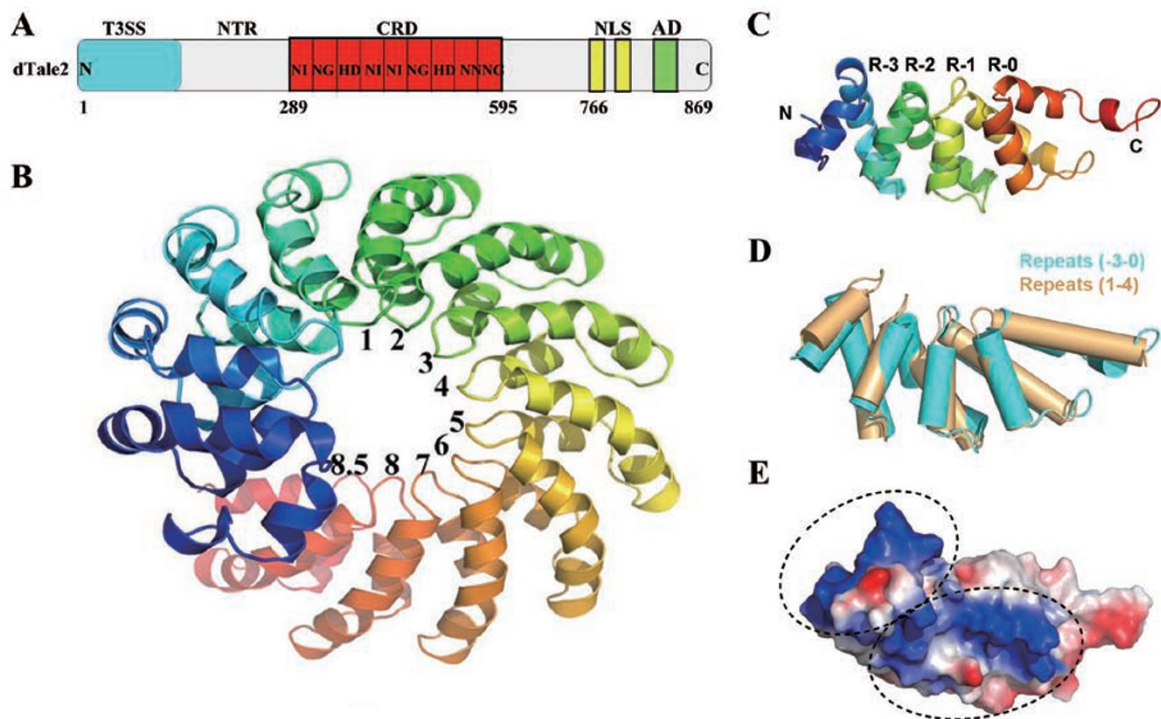 A
T3SS NTR CRD NLS AD
dTale2 N NI NG HD NI NI NG HD NN NG C
1 289 595 766 869
B
1 2
3
4
5
6
8.5 8 7
C
R-3 R-2 R-1 R-0
N
C
D
Repeats (-3-0)
Repeats (1-4)
E